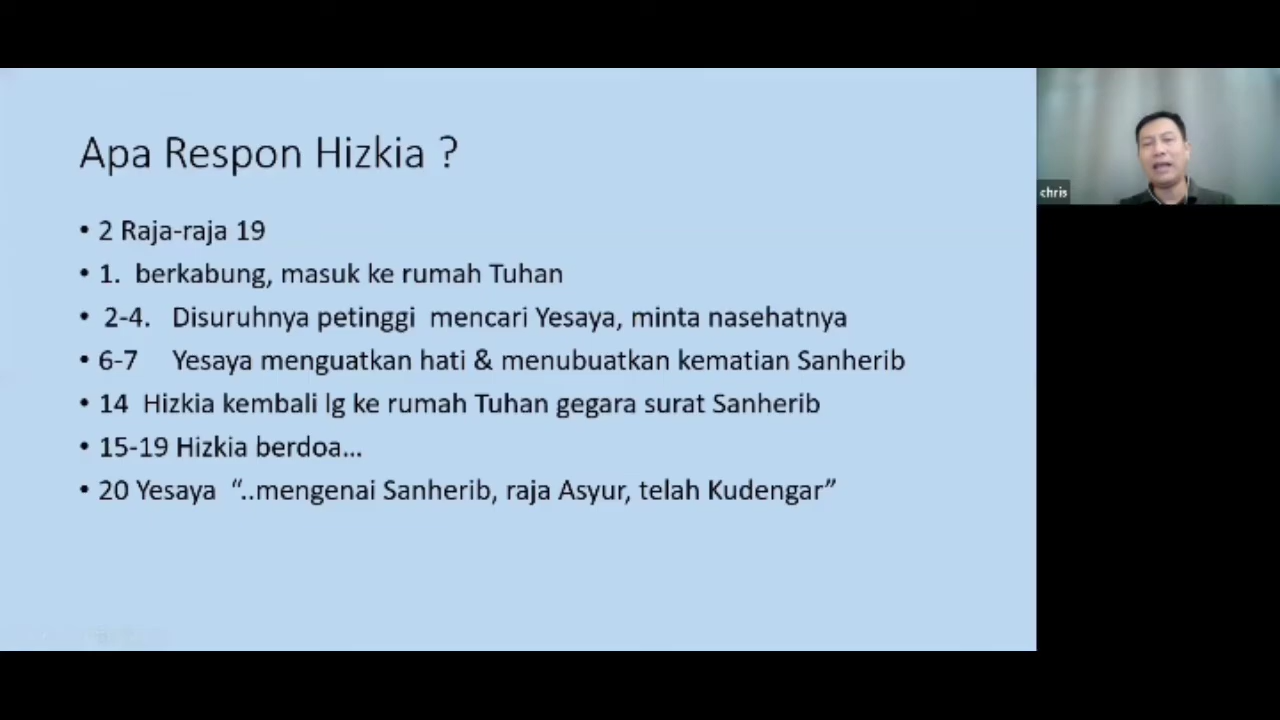 Apa Respon Hizkia ?
• 2 Raja-raja 19
• 1. berkabung, masuk ke rumah Tuhan
• 2-4. Disuruhnya petinggi mencari Yesaya, minta nasehatnya
• 6-7 Yesaya menguatkan hati & menubuatkan kematian Sanherib
• 14 Hizkia kembali lg ke rumah Tuhan gegara surat Sanherib
• 15-19 Hizkia berdoa...
• 20 Yesaya “..mengenai Sanherib, raja Asyur, telah Kudengar”
chris